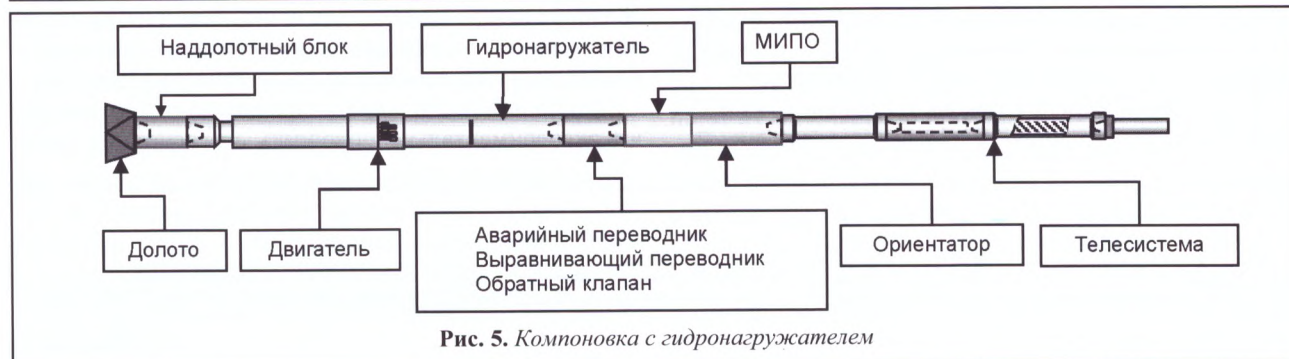 Наддолотный блок
Гидронагружатель
МИПО
Долото
Двигатель
Аварийный переводник
Выравнивающий переводник
Обратный клапан
Ориентатор
Телесистема
Рис. 5. Компоновка с гидронагружателем